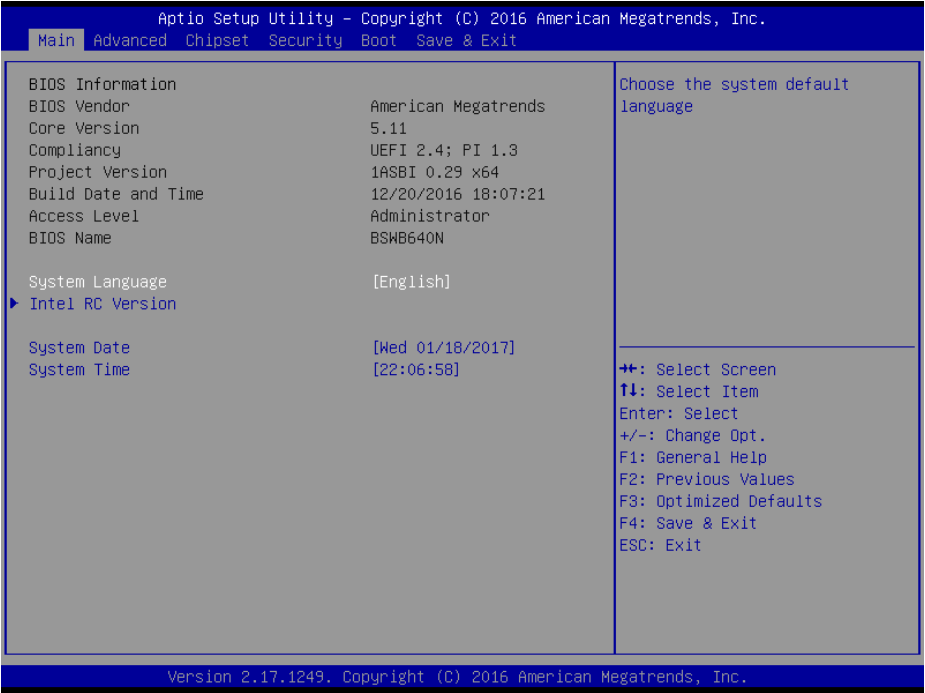 Aptio Setup Utility – Copyright (C) 2016 American Megatrends, Inc.
Main Advanced Chipset Security Boot Save & Exit
BIOS Information
BIOS Vendor American Megatrends
Core Version 5.11
Compliancy UEFI 2.4; PI 1.3
Project Version 1ASBI 0.29 x64
Build Date and Time 12/20/2016 18:07:21
Access Level Administrator
BIOS Name BSWB640N
System Language [English]
Intel RC Version
System Date [Wed 01/18/2017]
System Time [22:06:58]
Choose the system default
language
→←: Select Screen
↑↓: Select Item
Enter: Select
+/-: Change Opt.
F1: General Help
F2: Previous Values
F3: Optimized Defaults
F4: Save & Exit
ESC: Exit
Version 2.17.1249. Copyright (C) 2016 American Megatrends, Inc.